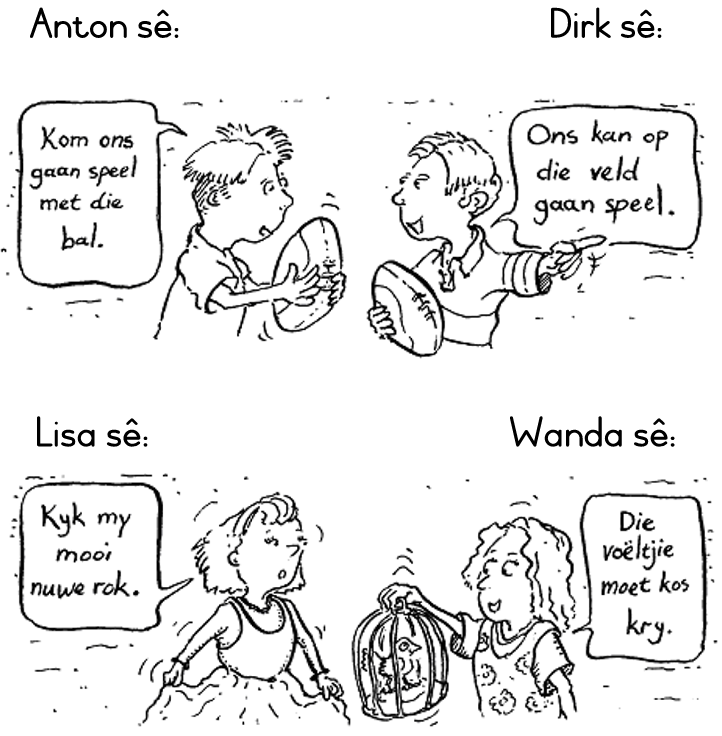 Anton sê:
Dirk sê:
Kom ons
gaan speel
met die
bal.
Ons kan op
die veld
gaan speel.
Lisa sê:
Wanda sê:
Kyk my
mooi
nuwe rok.
Die
voëltjie
moet kos
kry.